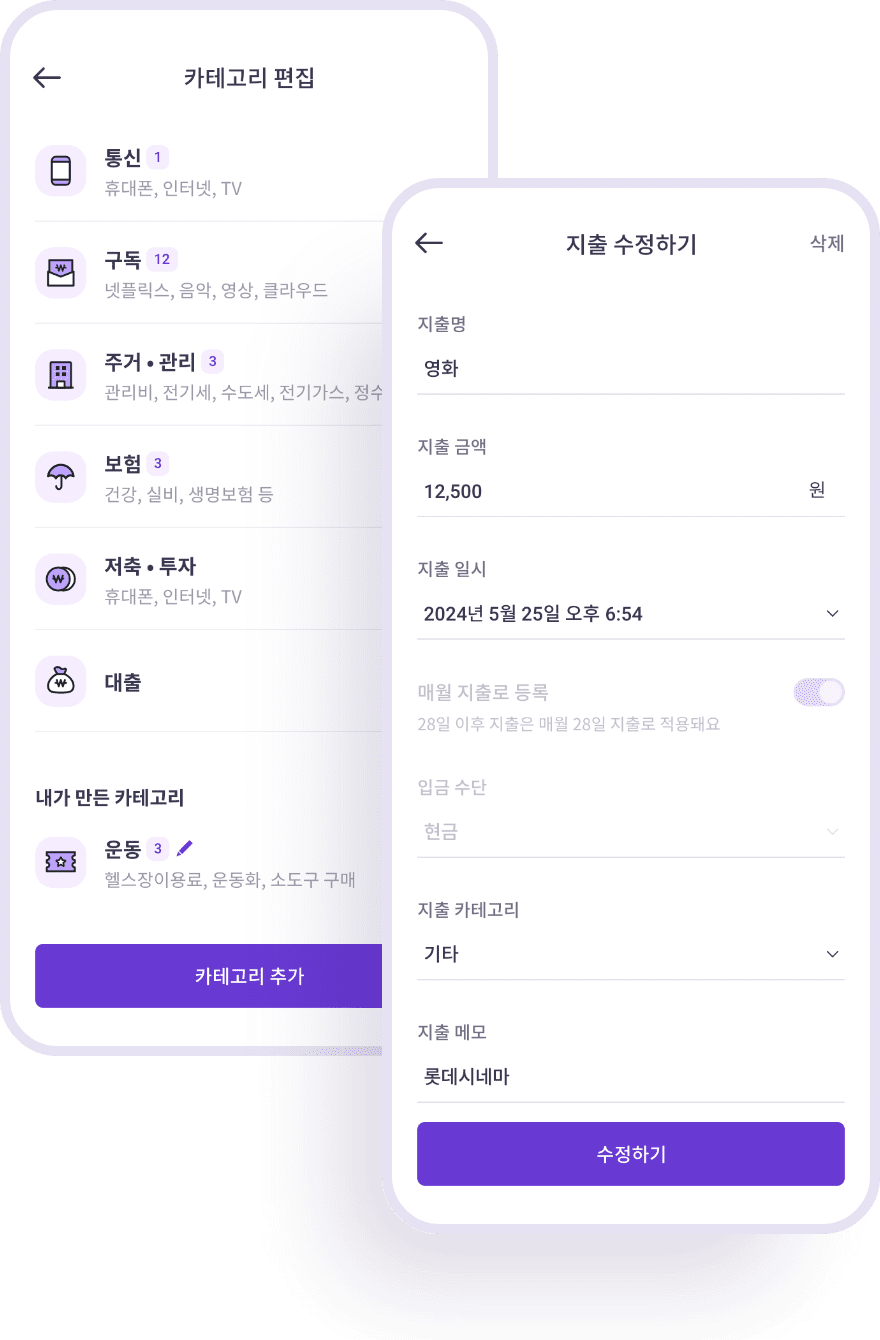 카테고리 편집
통신 1
휴대폰, 인터넷, TV
구독 12
넷플릭스, 음악, 영상, 클라우드
주거 • 관리 3
관리비, 전기세, 수도세, 전기가스, 정수
보험 3
건강, 실비, 생명보험 등
저축 • 투자
휴대폰, 인터넷, TV
대출
내가 만든 카테고리
운동 3
헬스장이용료, 운동화, 소도구 구매
카테고리 추가
지출 수정하기 삭제
지출명
영화
지출 금액
12,500 원
지출 일시
2024년 5월 25일 오후 6:54
매월 지출로 등록
28일 이후 지출은 매월 28일 지출로 적용돼요
입금 수단
현금
지출 카테고리
기타
지출 메모
롯데시네마
수정하기